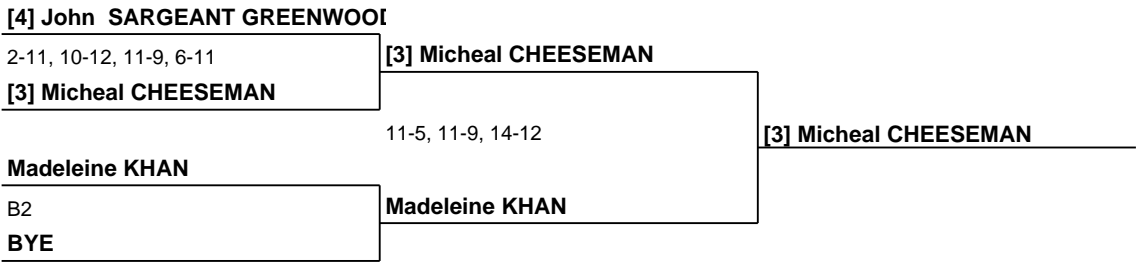 [4] John SARGEANT GREENWOOD
2-11, 10-12, 11-9, 6-11
[3] Micheal CHEESEMAN
[3] Micheal CHEESEMAN
11-5, 11-9, 14-12
[3] Micheal CHEESEMAN
Madeleine KHAN
B2
BYE
Madeleine KHAN